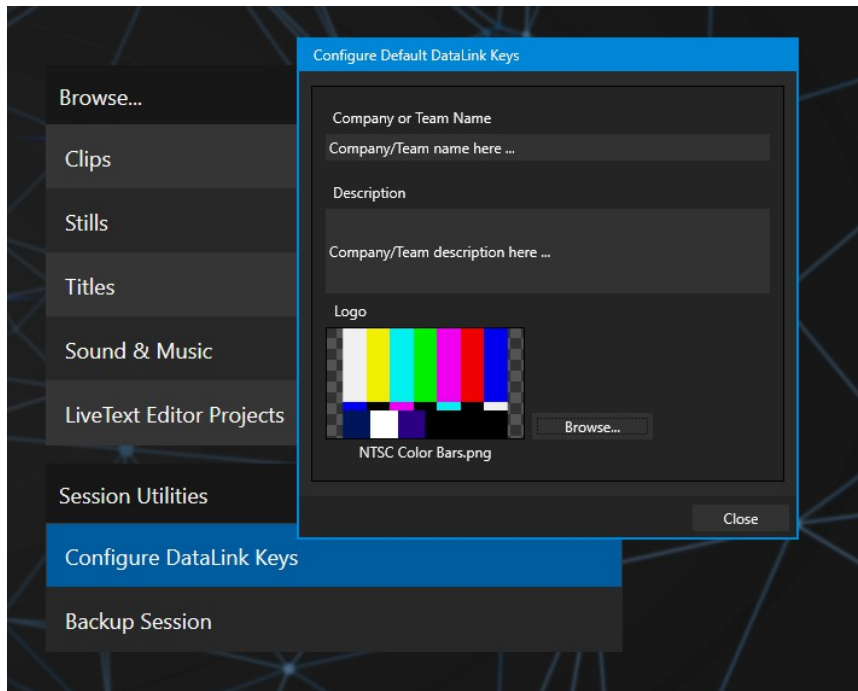 Browse...
Clips
Stills
Titles
Sound & Music
LiveText Editor Projects
Session Utilities
Configure DataLink Keys
Backup Session
Configure Default DataLink Keys
Company or Team Name
Company/Team name here ...
Description
Company/Team description here ...
Logo
Browse...
NTSC Color Bars.png
Close